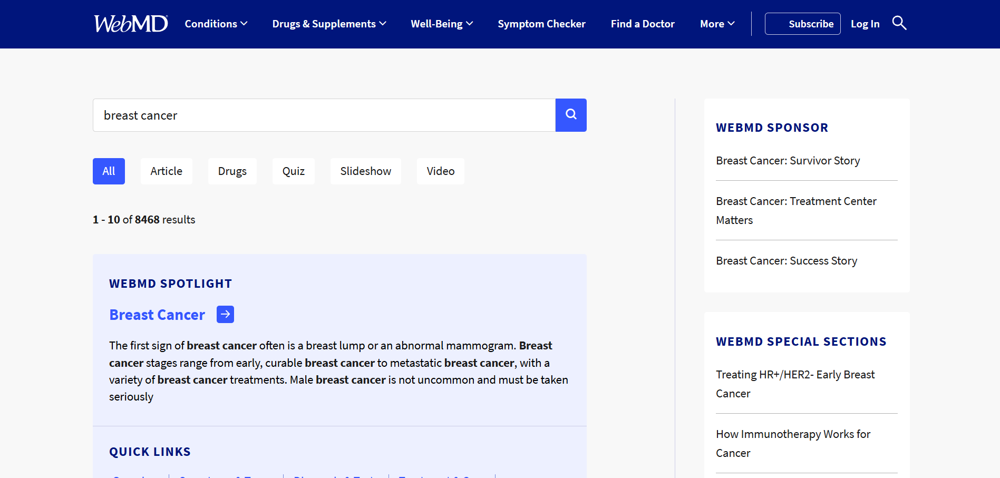 WebMD
Conditions
Drugs & Supplements
Well-Being
Symptom Checker
Find a Doctor
More
Subscribe
Log In
breast cancer
All
Article
Drugs
Quiz
Slideshow
Video
1 - 10 of 8468 results
WEBMD SPOTLIGHT
Breast Cancer
The first sign of breast cancer often is a breast lump or an abnormal mammogram. Breast
cancer stages range from early, curable breast cancer to metastatic breast cancer, with a
variety of breast cancer treatments. Male breast cancer is not uncommon and must be taken
seriously
QUICK LINKS
WEBMD SPONSOR
Breast Cancer: Survivor Story
Breast Cancer: Treatment Center
Matters
Breast Cancer: Success Story
WEBMD SPECIAL SECTIONS
Treating HR+/HER2- Early Breast
Cancer
How Immunotherapy Works for
Cancer